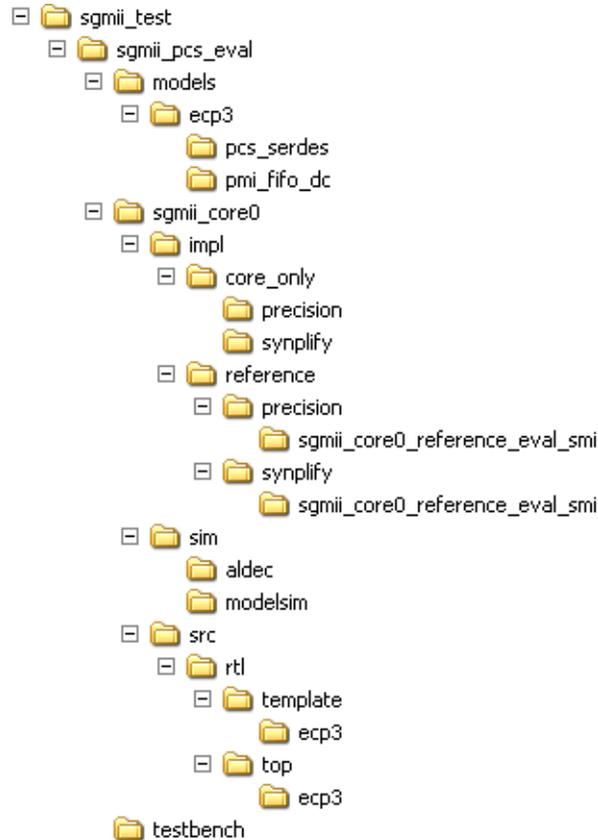 sgmii_test
sgmii_pcs_eval
models
ecp3
pcs_serdes
pmi_fifo_dc
sgmii_core0
impl
core_only
precision
synplify
reference
precision
sgmii_core0_reference_eval_smi
synplify
sgmii_core0_reference_eval_smi
sim
aldec
modelsim
src
rtl
template
ecp3
top
ecp3
testbench